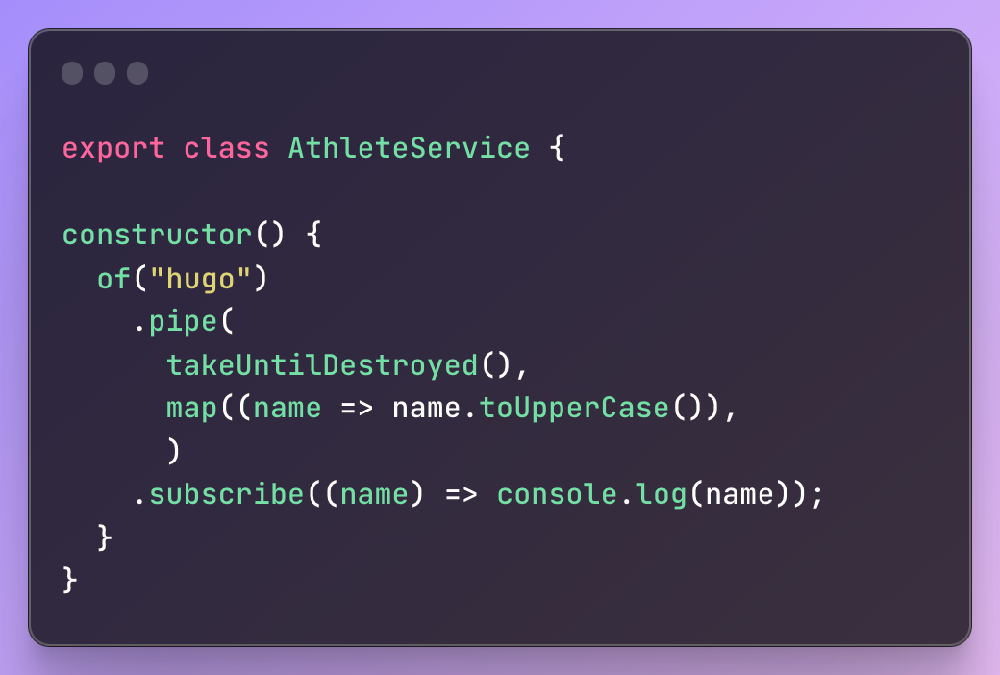 export class AthleteService {

constructor() {
  of("hugo")
    .pipe(
      takeUntilDestroyed(),
      map((name => name.toUpperCase()),
      )
    .subscribe((name) => console.log(name));
  }
}